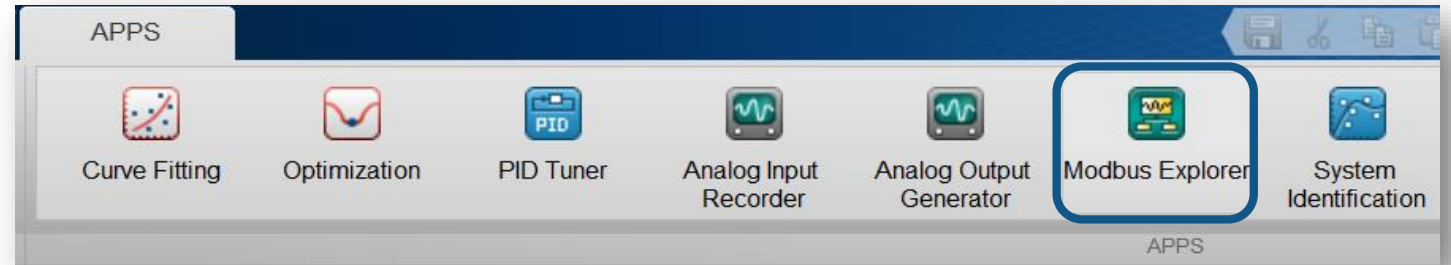 APPS
Curve Fitting
Optimization
PID
PID Tuner
Analog Input
Recorder
Analog Output
Generator
Modbus Explorer
System
Identification
APPS